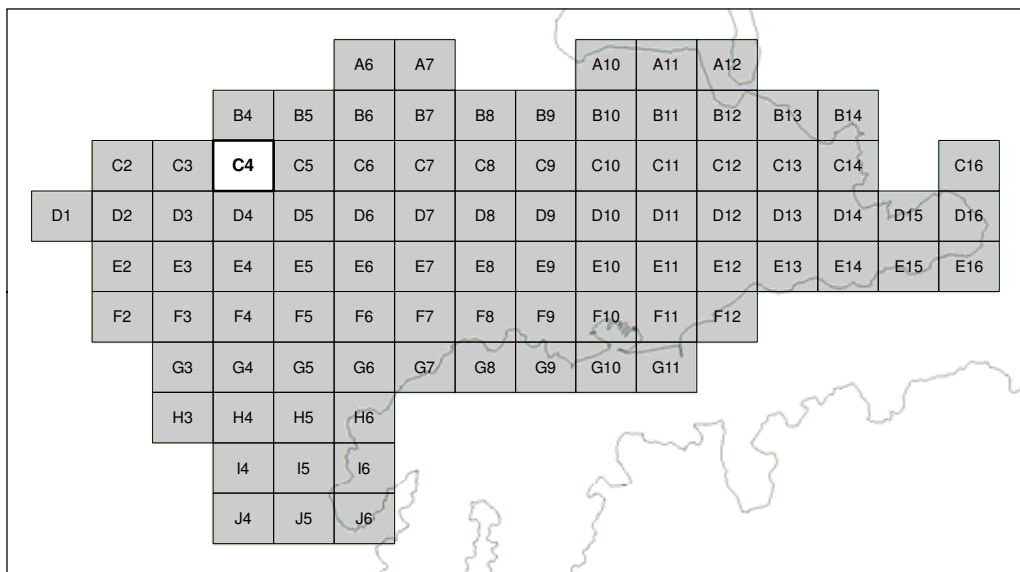 A6 A7 A10 A11 A12
B4 B5 B6 B7 B8 B9 B10 B11 B12 B13 B14
C2 C3 C4 C5 C6 C7 C8 C9 C10 C11 C12 C13 C14 C16
D1 D2 D3 D4 D5 D6 D7 D8 D9 D10 D11 D12 D13 D14 D15 D16
E2 E3 E4 E5 E6 E7 E8 E9 E10 E11 E12 E13 E14 E15 E16
F2 F3 F4 F5 F6 F7 F8 F9 F10 F11 F12
G3 G4 G5 G6 G7 G8 G9 G10 G11
H3 H4 H5 H6
I4 I5 I6
J4 J5 J6